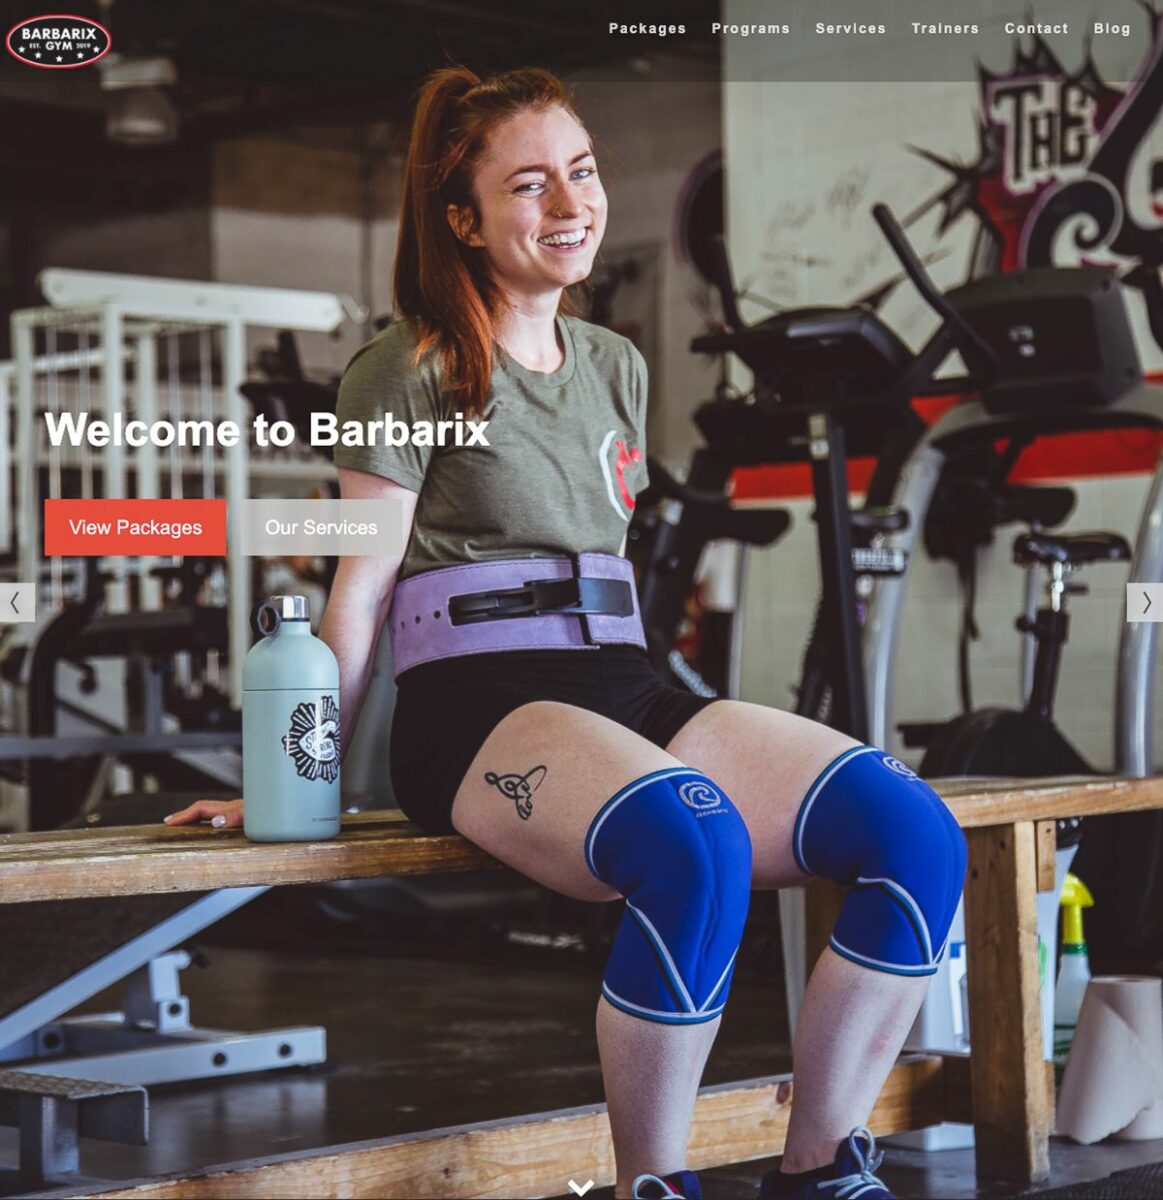 BARBARIX
EST. GYM 2019
Packages Programs Services Trainers Contact Blog
THE
Welcome to Barbarix
View Packages Our Services